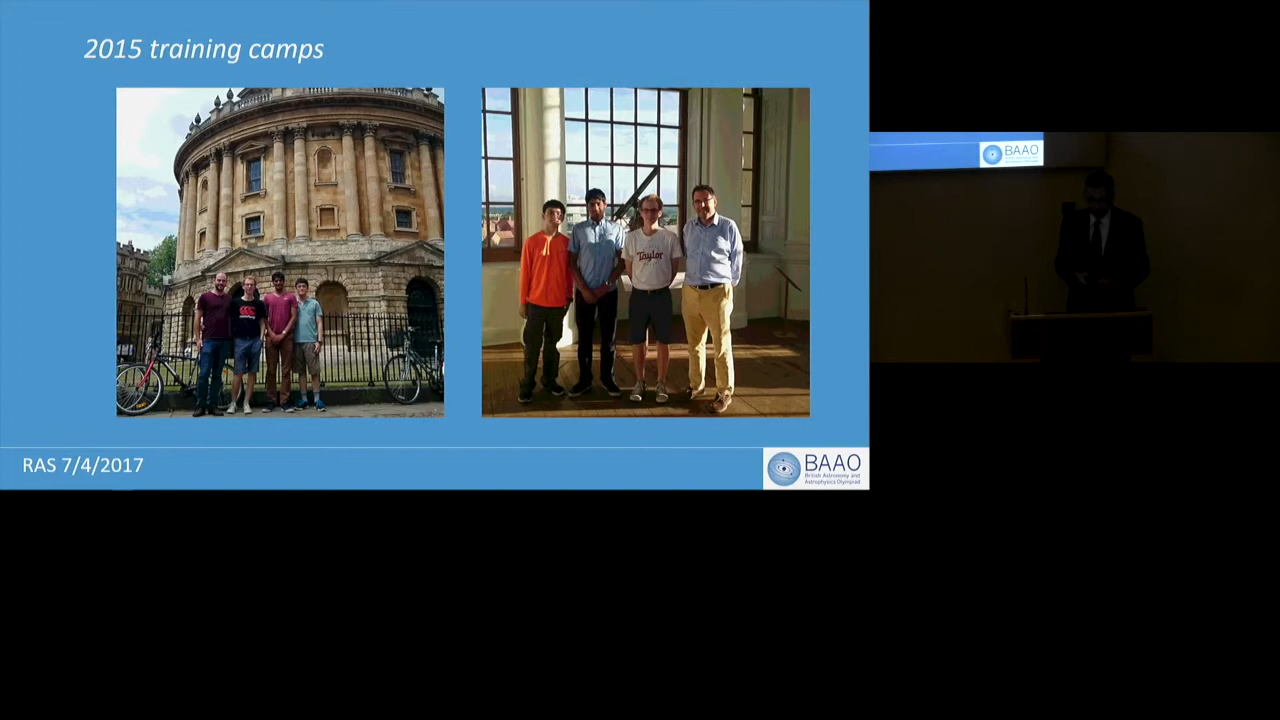 2015 training camps
Taylor
RAS 7/4/2017
BAAO
British Astronomy and
Astrophysics Olympiad
BAAO